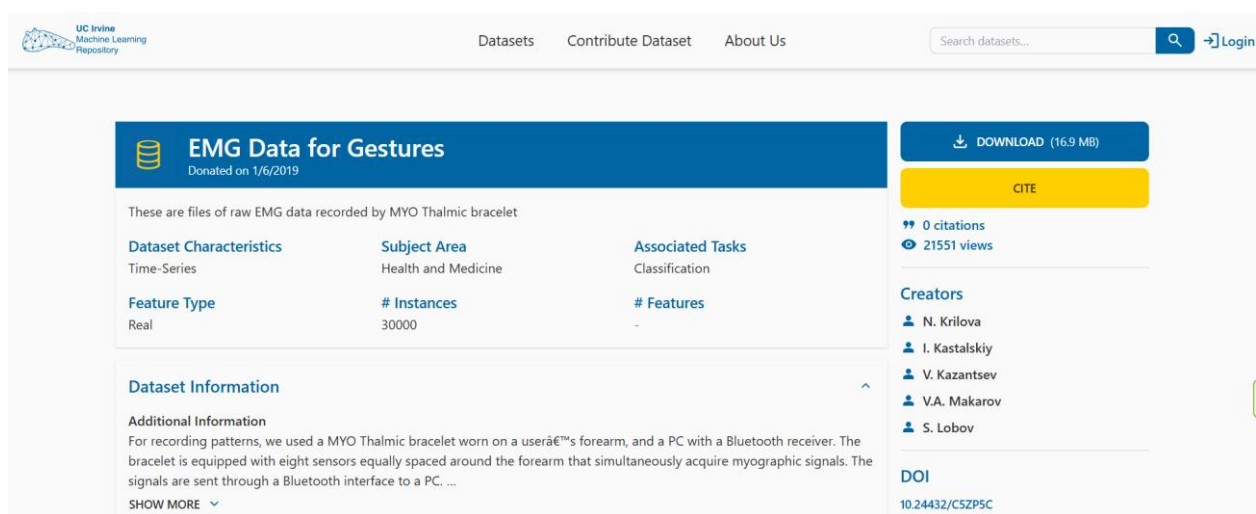 UC Irvine
Machine Learning
Repository
Datasets
Contribute Dataset
About Us
Search datasets...
Login
EMG Data for Gestures
Donated on 1/6/2019
DOWNLOAD (16.9 MB)
CITE
These are files of raw EMG data recorded by MYO Thalmic bracelet
0 citations
21551 views
Dataset Characteristics
Time-Series
Subject Area
Health and Medicine
Associated Tasks
Classification
Feature Type
Real
# Instances
30000
# Features
-
Creators
N. Krilova
I. Kastalskiy
V. Kazantsev
V.A. Makarov
S. Lobov
Dataset Information
Additional Information
For recording patterns, we used a MYO Thalmic bracelet worn on a userâ€™s forearm, and a PC with a Bluetooth receiver. The
bracelet is equipped with eight sensors equally spaced around the forearm that simultaneously acquire myographic signals. The
signals are sent through a Bluetooth interface to a PC. ...
SHOW MORE
DOI
10.24432/C5ZP5C